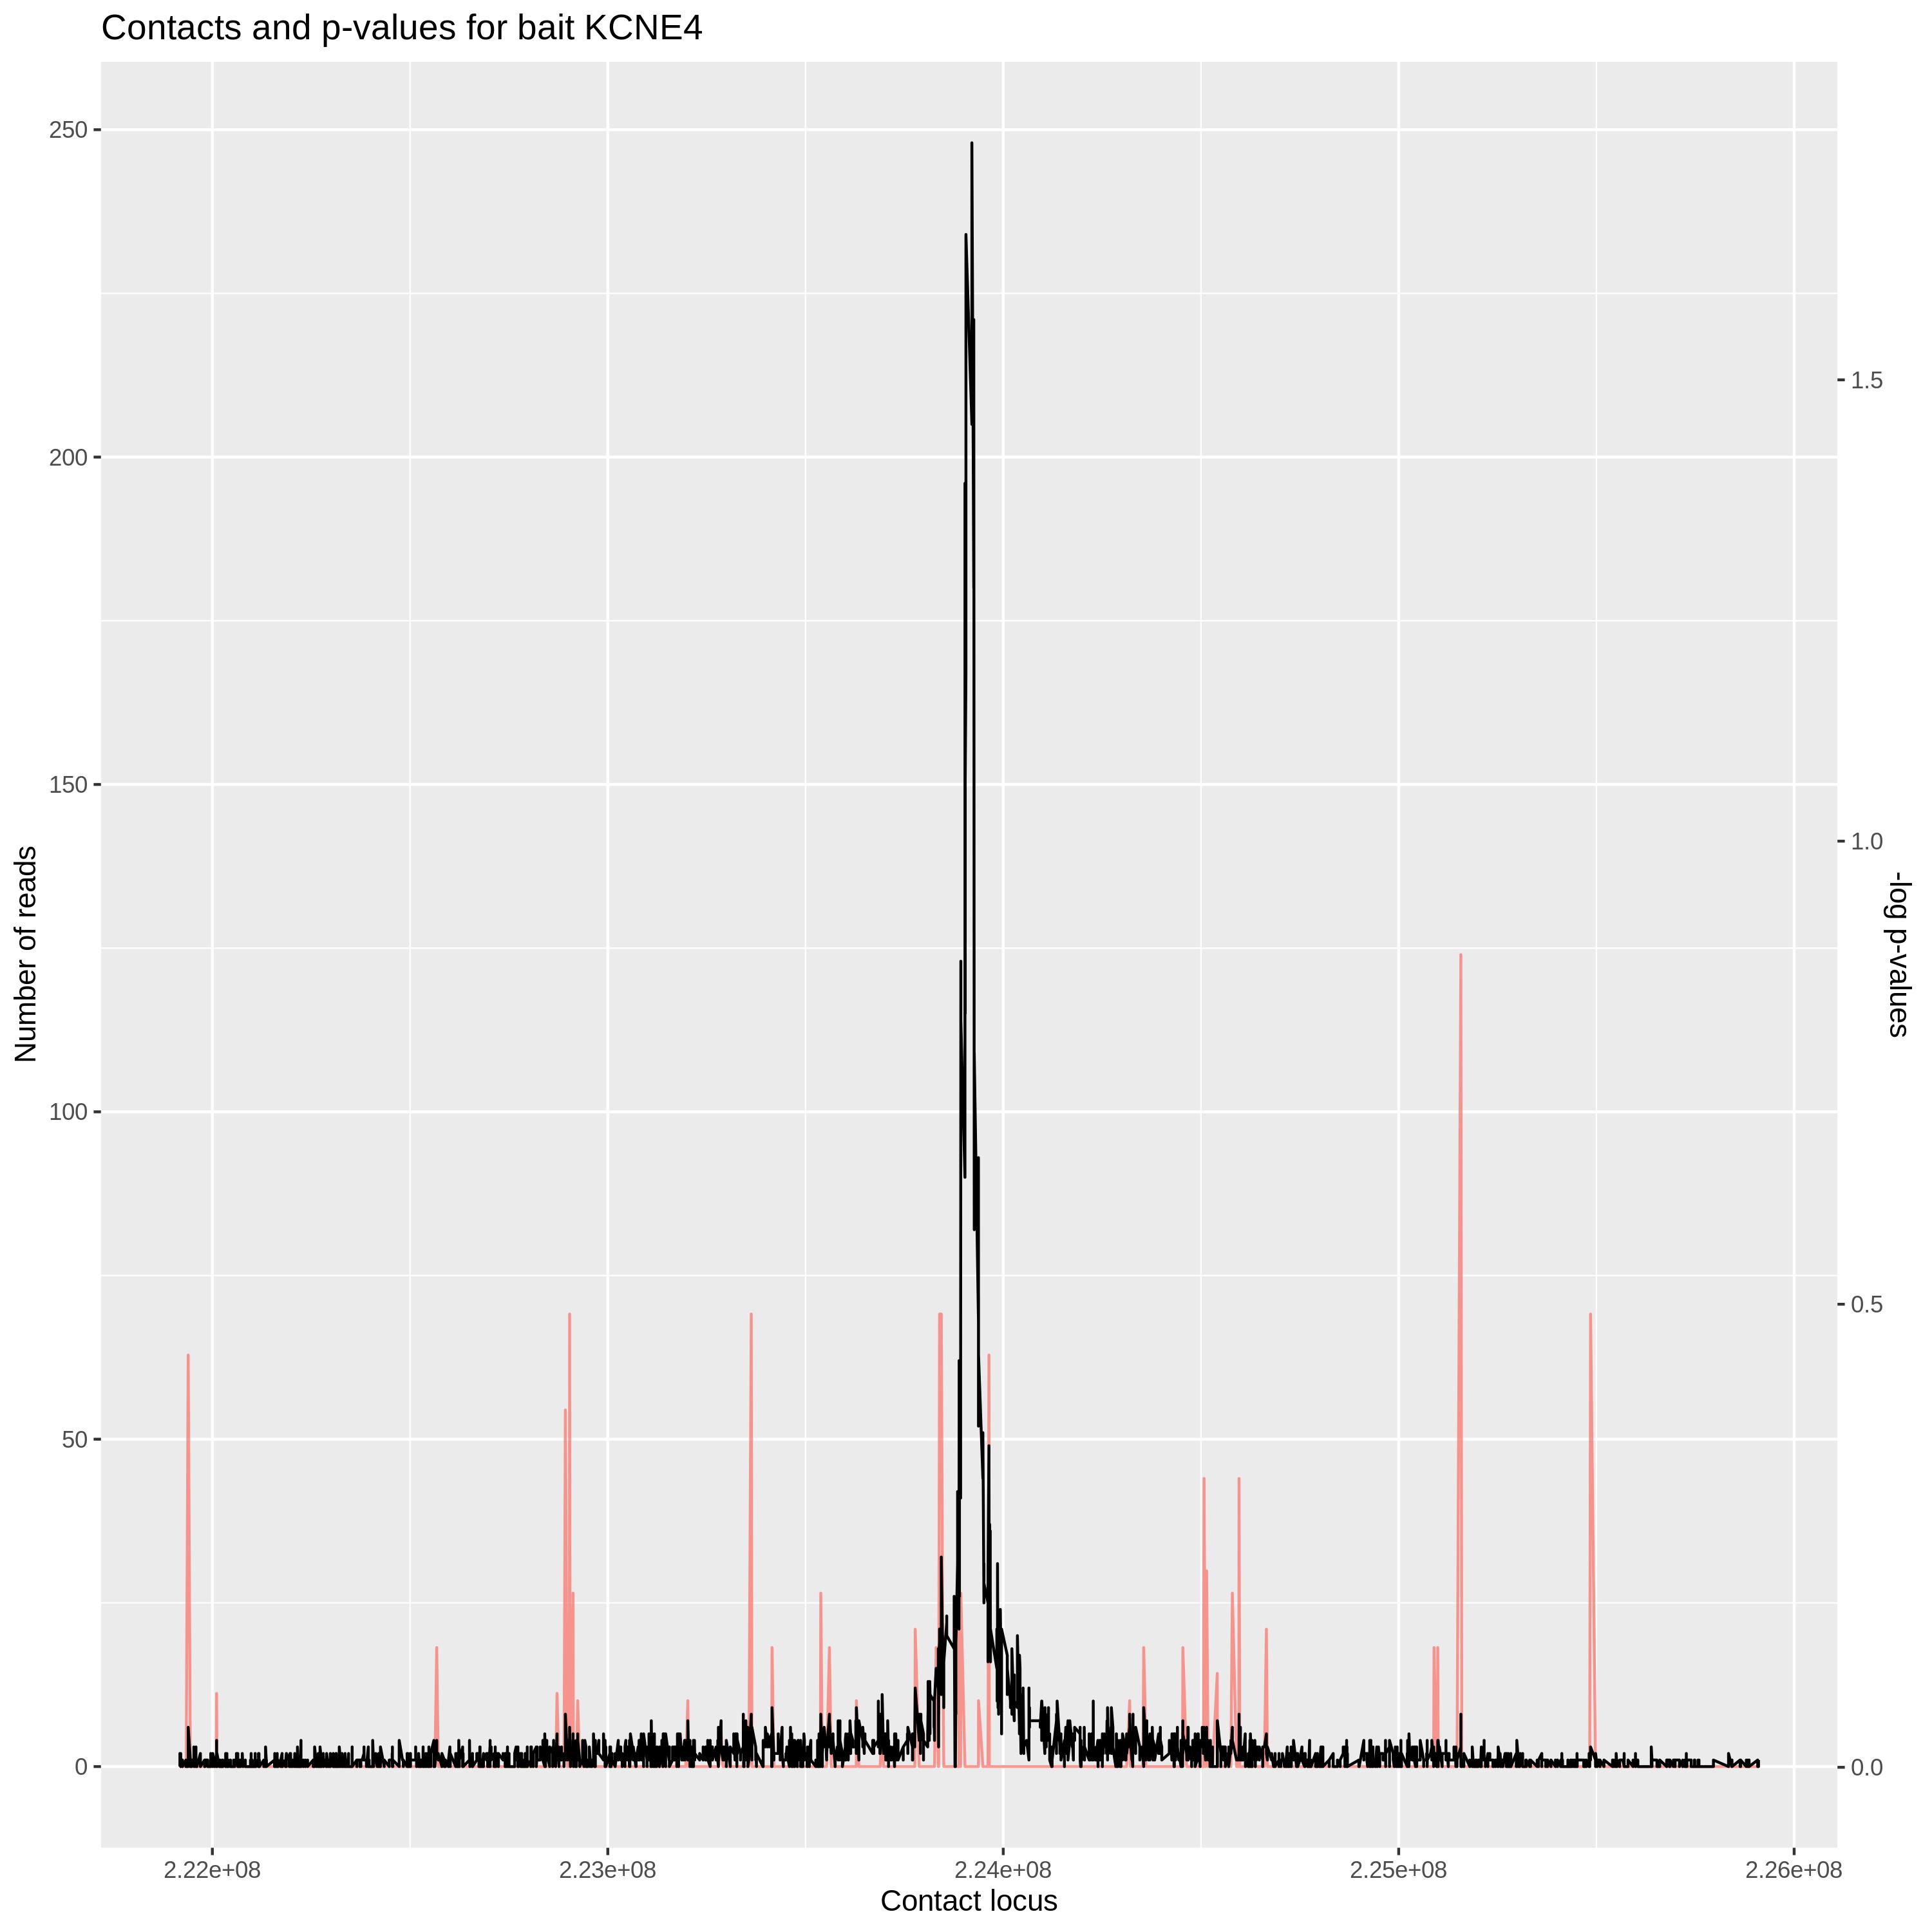 Contacts and p-values for bait KCNE4
250
200
150
100
50
0
Number of reads
1.5
1.0
0.5
0.0
-log p-values
2.22e+08
2.23e+08
2.24e+08
2.25e+08
2.26e+08
Contact locus